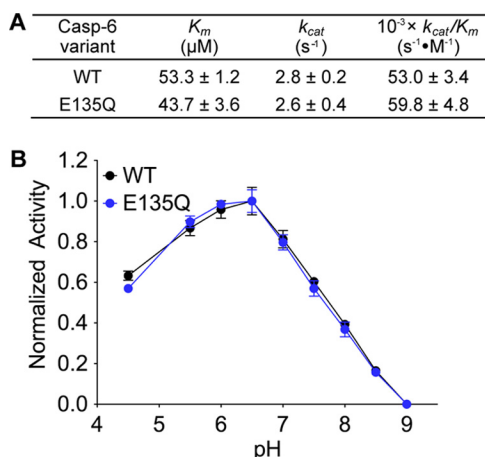 A
Casp-6 variant Kₘ (μM) k꜀ₐₜ (s⁻¹) 10⁻³× kcat/Km (s⁻¹•M⁻¹)
WT 53.3 ± 1.2 2.8 ± 0.2 53.0 ± 3.4
E135Q 43.7 ± 3.6 2.6 ± 0.4 59.8 ± 4.8
B
WT
E135Q
Normalized Activity
1.2
1.0
0.8
0.6
0.4
0.2
0.0
4 5 6 7 8 9
pH